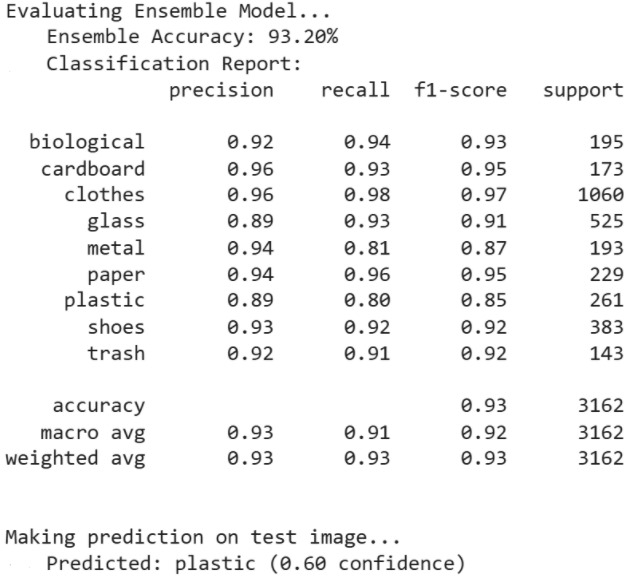 Evaluating Ensemble Model...
Ensemble Accuracy: 93.20%
Classification Report:
precision recall f1-score support
biological 0.92 0.94 0.93 195
cardboard 0.96 0.93 0.95 173
clothes 0.96 0.98 0.97 1060
glass 0.89 0.93 0.91 525
metal 0.94 0.81 0.87 193
paper 0.94 0.96 0.95 229
plastic 0.89 0.80 0.85 261
shoes 0.93 0.92 0.92 383
trash 0.92 0.91 0.92 143
accuracy 0.93 3162
macro avg 0.93 0.91 0.92 3162
weighted avg 0.93 0.93 0.93 3162
Making prediction on test image...
Predicted: plastic (0.60 confidence)